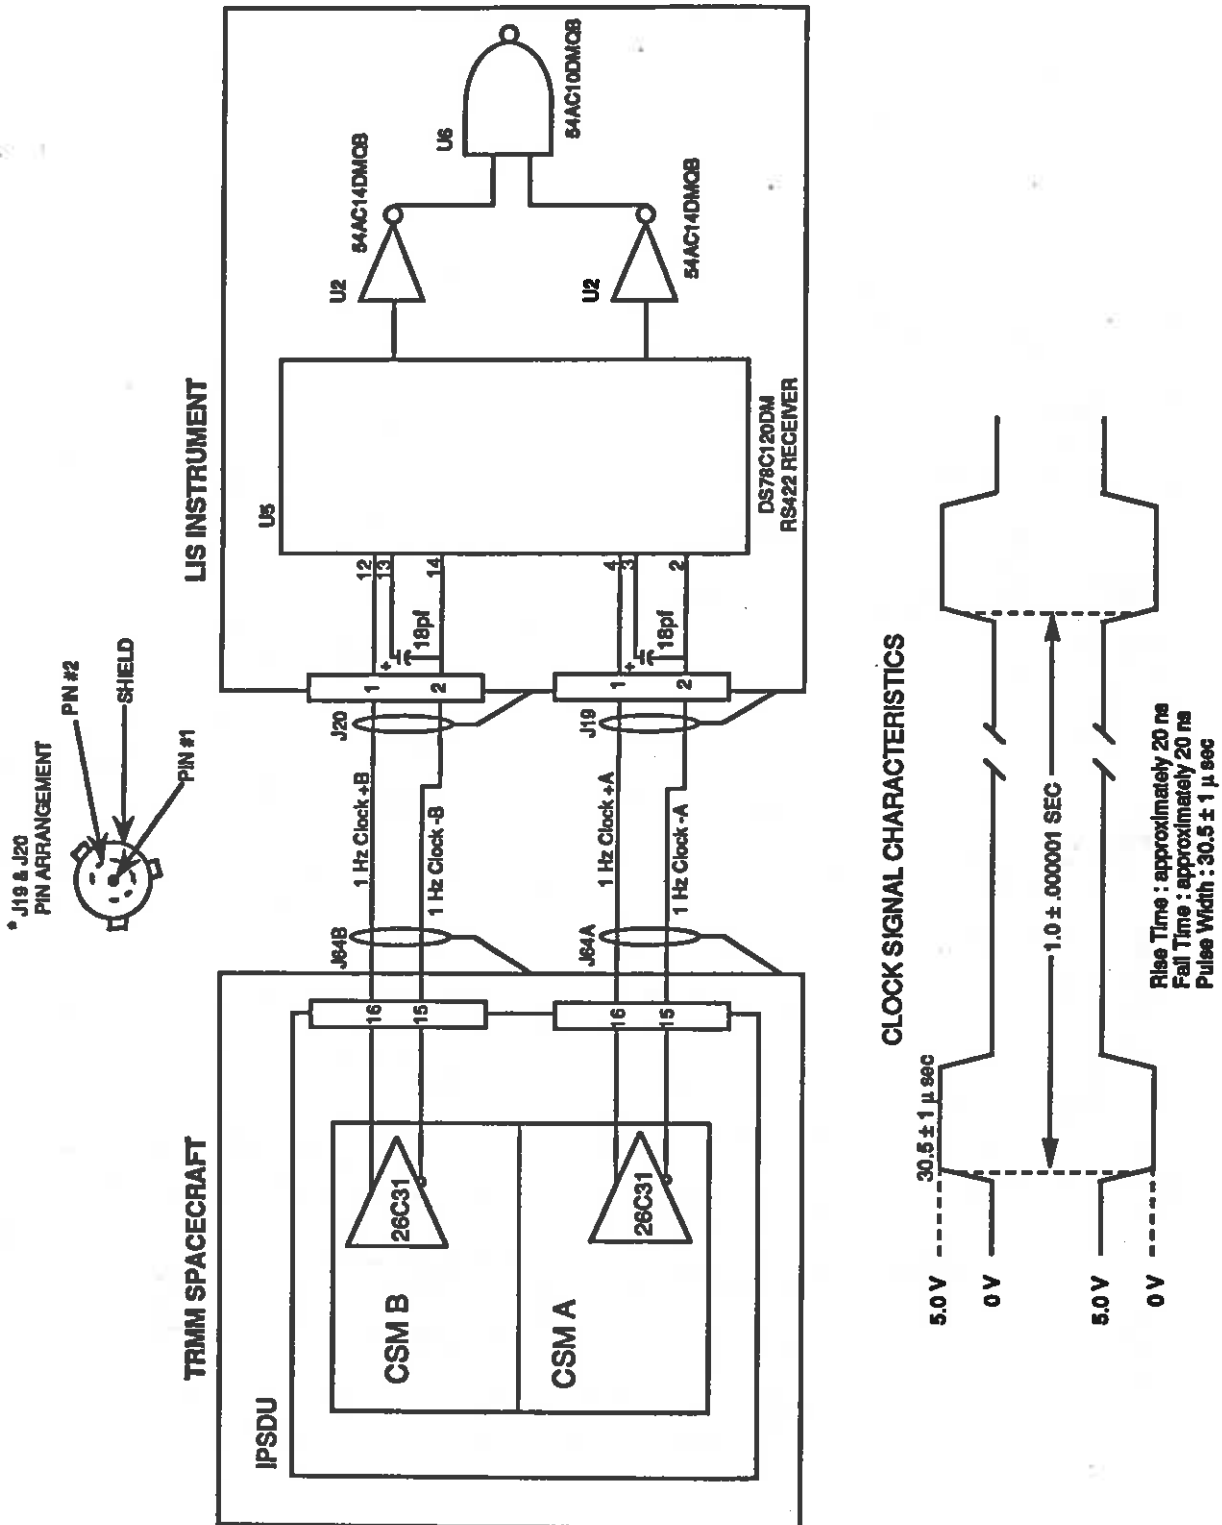 * J19 & J20
PIN ARRANGEMENT
PIN #2
SHIELD
PIN #1
TRMM SPACECRAFT
LIS INSTRUMENT
IPSDU
CSM B
26C31
CSM A
26C31
16
15
16
15
J64B
J64A
1 Hz Clock +B
1 Hz Clock -B
1 Hz Clock +A
1 Hz Clock -A
J20
J19
1
2
1
2
+
18pf
+
18pf
12
13
14
4
3
2
U5
DS78C120DM
RS422 RECEIVER
U2
54AC14DMQB
U2
54AC14DMQB
U6
54AC10DMQB
CLOCK SIGNAL CHARACTERISTICS
30.5 ± 1 µ sec
5.0 V
0 V
1.0 ± .000001 SEC
5.0 V
0 V
Rise Time : approximately 20 ns
Fall Time : approximately 20 ns
Pulse Width : 30.5 ± 1 µ sec